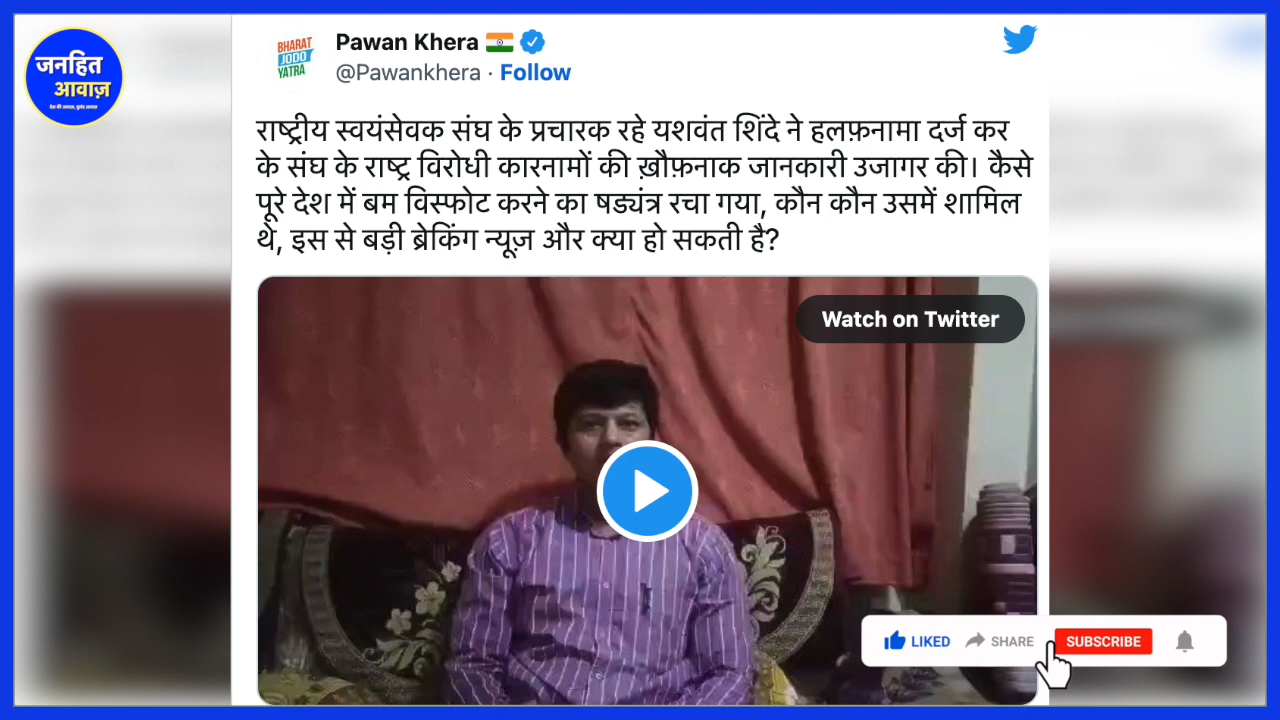 जनहित
आवाज़
देश की आवाज़, बुलंद आवाज़
BHARAT
JODO
YATRA
Pawan Khera
@Pawankhera · Follow
राष्ट्रीय स्वयंसेवक संघ के प्रचारक रहे यशवंत शिंदे ने हलफ़नामा दर्ज कर
के संघ के राष्ट्र विरोधी कारनामों की ख़ौफ़नाक जानकारी उजागर की। कैसे
पूरे देश में बम विस्फोट करने का षड्यंत्र रचा गया, कौन कौन उसमें शामिल
थे, इस से बड़ी ब्रेकिंग न्यूज़ और क्या हो सकती है?
Watch on Twitter
LIKED SHARE SUBSCRIBE